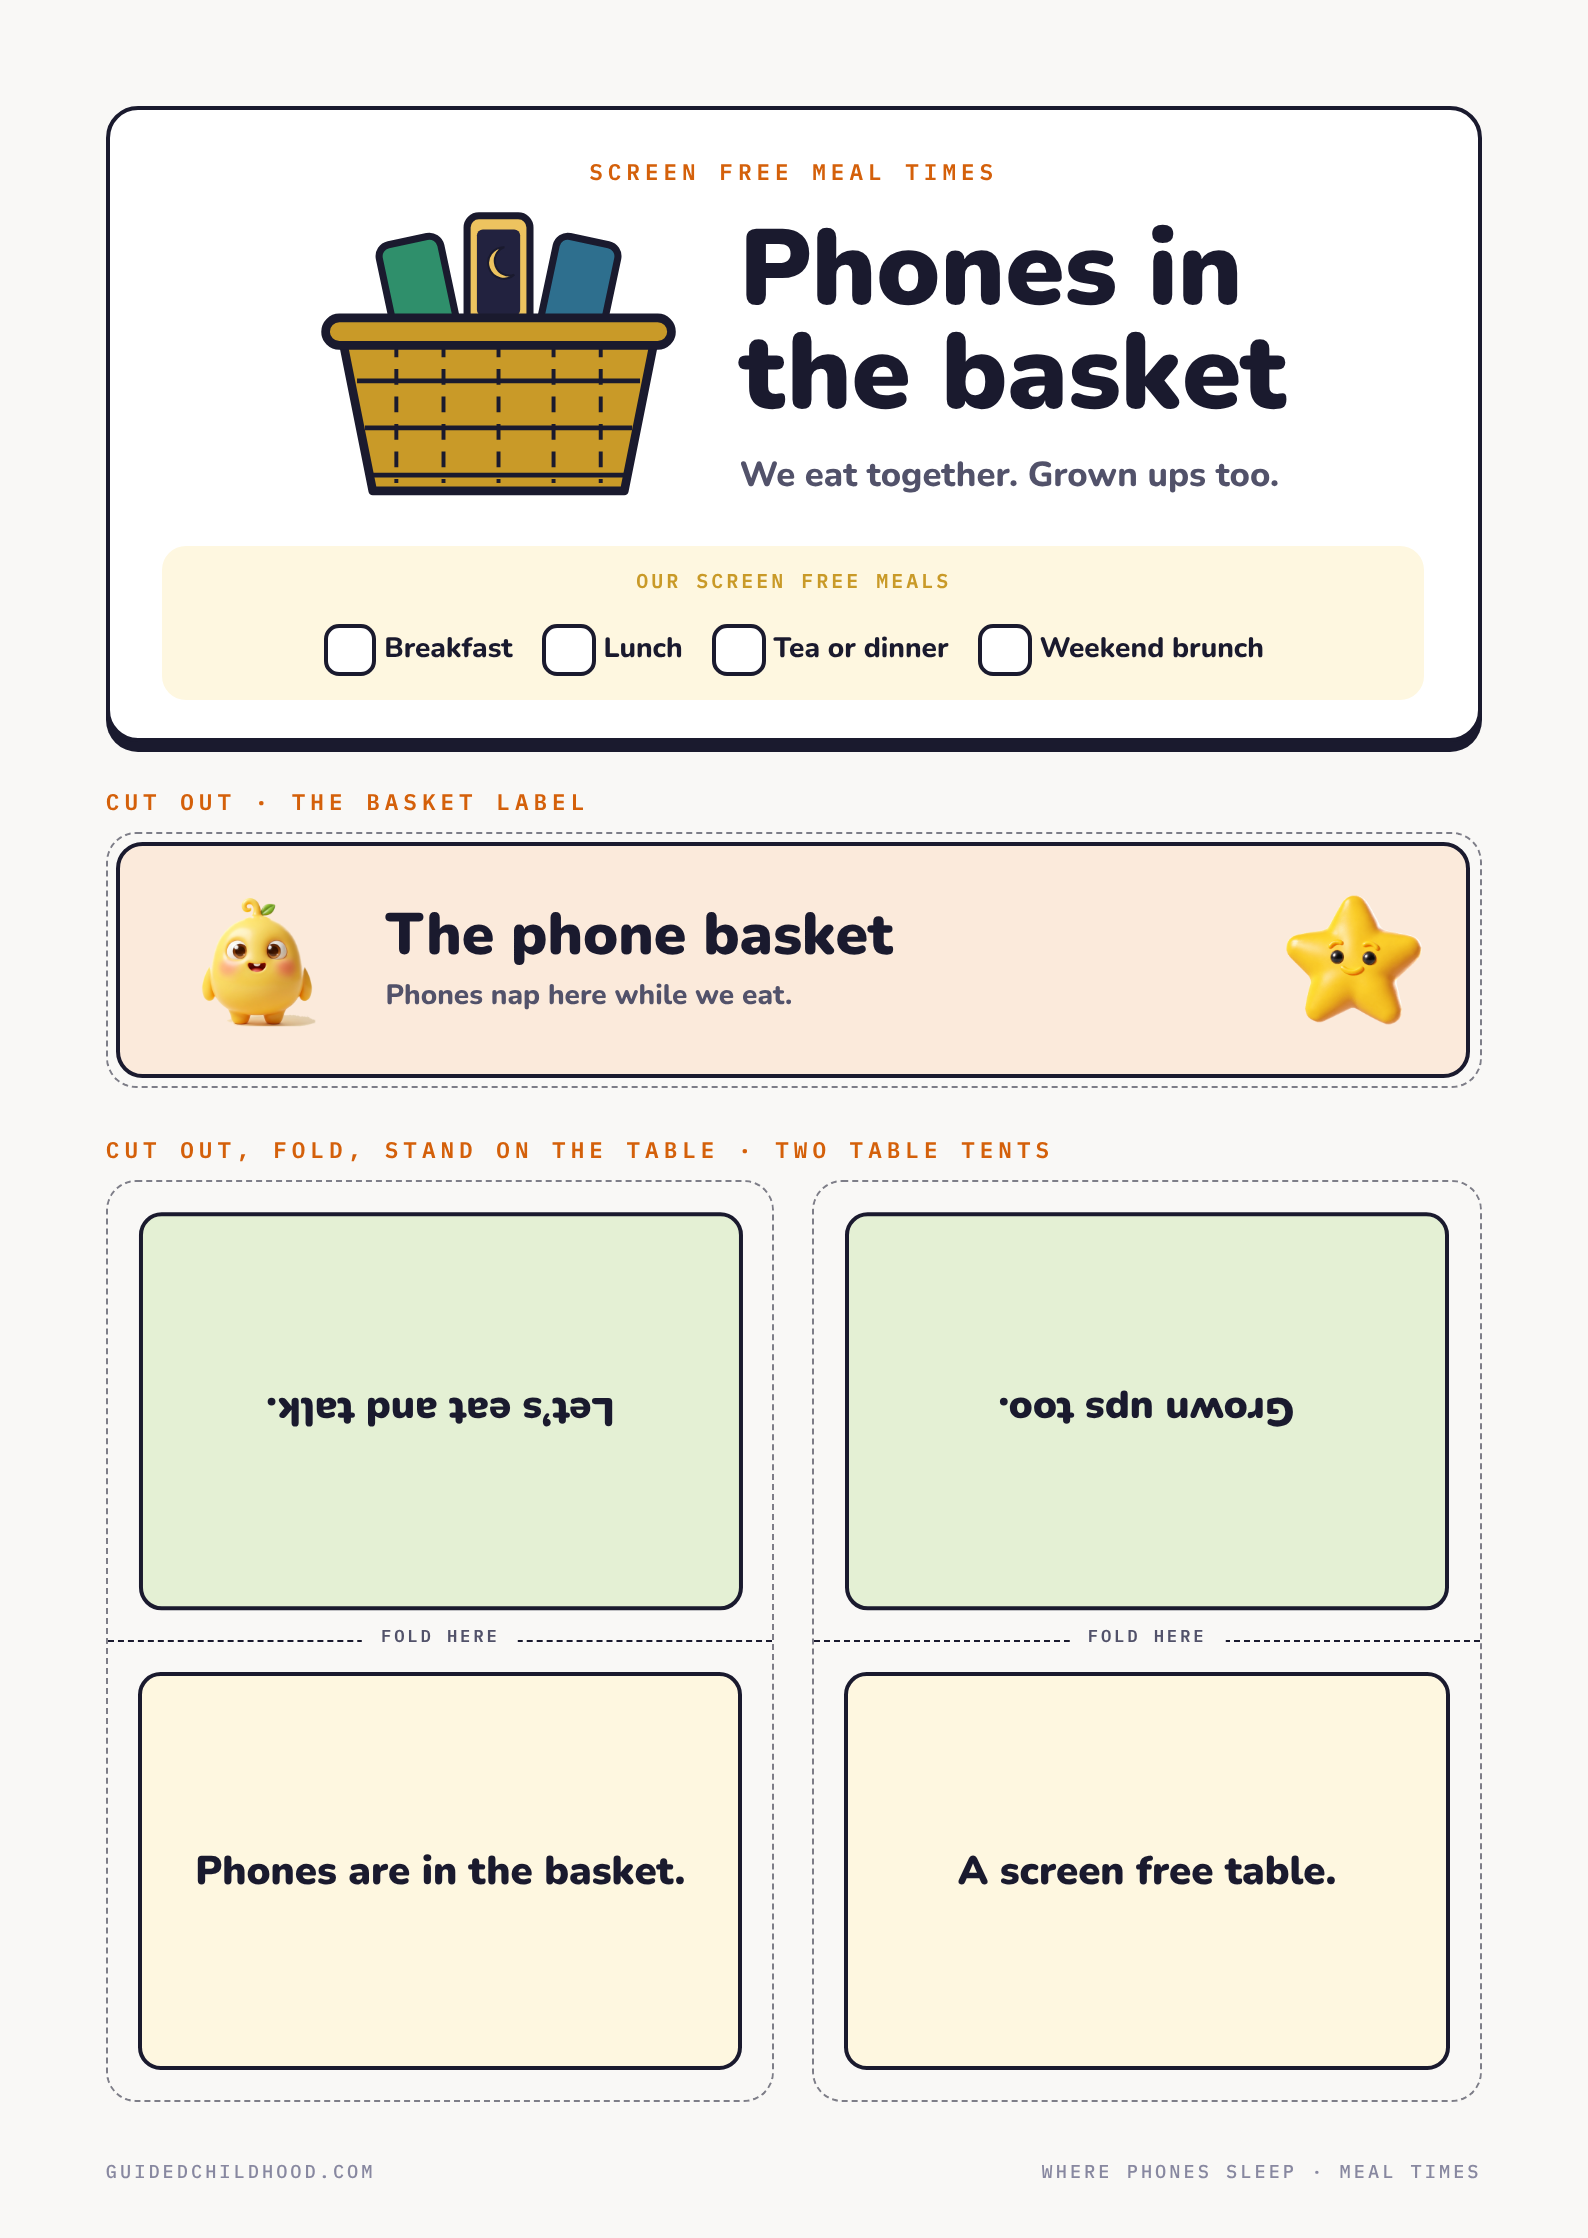 SCREEN FREE MEAL TIMES
Phones in
the basket
We eat together. Grown ups too.
OUR SCREEN FREE MEALS
Breakfast Lunch Tea or dinner Weekend brunch
CUT OUT · THE BASKET LABEL
The phone basket
Phones nap here while we eat.
CUT OUT, FOLD, STAND ON THE TABLE · TWO TABLE TENTS
Let's eat and talk.
Grown ups too.
FOLD HERE
FOLD HERE
Phones are in the basket.
A screen free table.
GUIDEDCHILDHOOD.COM
WHERE PHONES SLEEP · MEAL TIMES